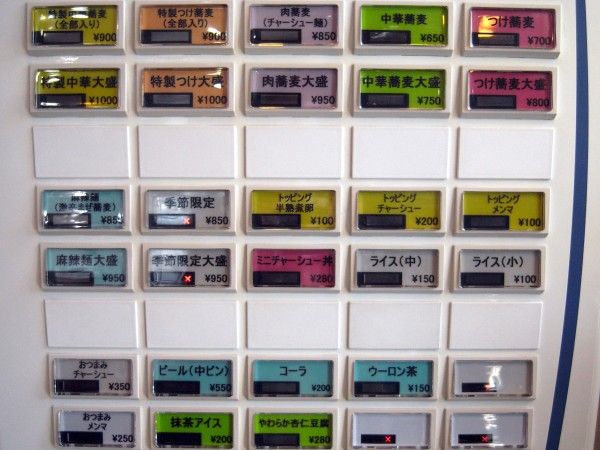 特製中華蕎麦
(全部入り)
¥900
特製つけ蕎麦
(全部入り)
¥900
肉蕎麦
(チャーシュー麺)
¥850
中華蕎麦
¥650
つけ蕎麦
¥700
特製中華大盛
¥1000
特製つけ大盛
¥1000
肉蕎麦大盛
¥950
中華蕎麦大盛
¥750
つけ蕎麦大盛
¥800
麻辣麺
(激辛まぜ蕎麦)
¥850
季節限定
¥850
トッピング
半熟煮卵
¥100
トッピング
チャーシュー
¥200
トッピング
メンマ
¥100
麻辣麺大盛
¥950
季節限定大盛
¥950
ミニチャーシュー丼
¥280
ライス(中)
¥150
ライス(小)
¥100
おつまみ
チャーシュー
¥350
ビール(中ビン)
¥550
コーラ
¥200
ウーロン茶
¥150
おつまみ
メンマ
¥250
抹茶アイス
¥200
やわらか杏仁豆腐
¥280